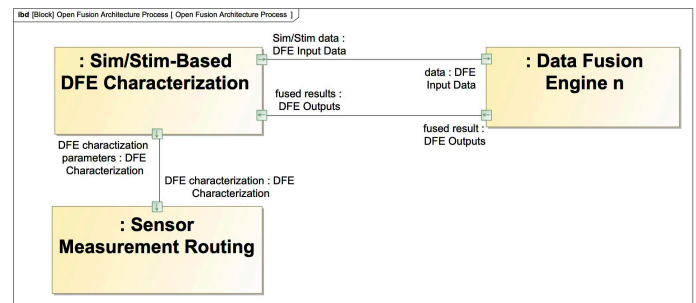 ibd [Block] Open Fusion Architecture Process [ Open Fusion Architecture Process ]
Sim/Stim data :
DFE Input Data
: Sim/Stim-Based
DFE Characterization
: Data Fusion
Engine n
data : DFE
Input Data
fused results :
DFE Outputs
fused result :
DFE Outputs
DFE charactization
parameters : DFE
Characterization
DFE characterization : DFE
Characterization
: Sensor
Measurement Routing